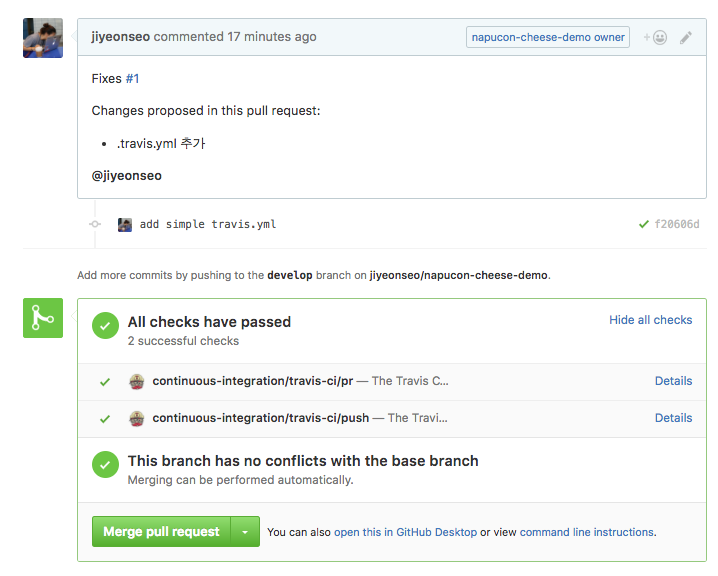 jiyeonseo commented 17 minutes ago napucon-cheese-demo owner
Fixes #1
Changes proposed in this pull request:
• .travis.yml 추가
@jiyeonseo
add simple travis.yml f20606d
Add more commits by pushing to the develop branch on jiyeonseo/napucon-cheese-demo.
All checks have passed Hide all checks
2 successful checks
continuous-integration/travis-ci/pr — The Travis C... Details
continuous-integration/travis-ci/push — The Travi... Details
This branch has no conflicts with the base branch
Merging can be performed automatically.
Merge pull request You can also open this in GitHub Desktop or view command line instructions.